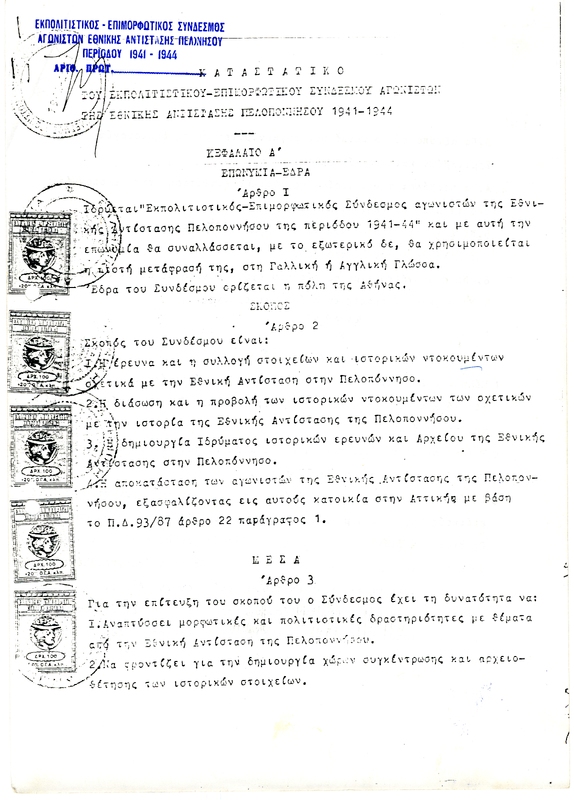 ΕΚΠΟΛΙΤΙΣΤΙΚΟΣ - ΕΠΙΜΟΡΦΩΤΙΚΟΣ ΣΥΝΔΕΣΜΟΣ
ΑΓΩΝΙΣΤΩΝ ΕΘΝΙΚΗΣ ΑΝΤΙΣΤΑΣΗΣ ΠΕΛ/ΝΗΣΟΥ
ΠΕΡΙΟΔΟΥ 1941 - 1944
ΑΡΙΘ. ΠΡΩΤ.
Κ Α Τ Α Σ Τ Α Τ Ι Κ Ο
ΤΟΥ ΕΚΠΟΛΙΤΙΣΤΙΚΟΥ-ΕΠΙΜΟΡΦΩΤΙΚΟΥ ΣΥΝΔΕΣΜΟΥ ΑΓΩΝΙΣΤΩΝ
ΤΗΣ ΕΘΝΙΚΗΣ ΑΝΤΙΣΤΑΣΗΣ ΠΕΛΟΠΟΝΝΗΣΟΥ 1941-1944
---
ΚΕΦΑΛΑΙΟ Α'
ΕΠΩΝΥΜΙΑ-ΕΔΡΑ
Άρθρο Ι
Ιδρύεται"Εκπολιτιστικός-Επιμορφωτικός Σύνδεσμος αγωνιστών της Εθνι-
κής Αντίστασης Πελοποννήσου της περιόδου 1941-44" και με αυτή την
επωνυμία θα συναλλάσσεται, με το εξωτερικό δε, θα χρησιμοποιείται
η πιστή μετάφρασή της, στη Γαλλική ή Αγγλική Γλώσσα.
Έδρα του Συνδέσμου ορίζεται η πόλη της Αθήνας.
ΣΚΟΠΟΣ
Άρθρο 2
Σκοπός του Συνδέσμου είναι:
Ι.Η έρευνα και η συλλογή στοιχείων και ιστορικών ντοκουμέντων
σχετικά με την Εθνική Αντίσταση στην Πελοπόννησο.
2.Η διάσωση και η προβολή των ιστορικών ντοκουμέντων των σχετικών
με την ιστορία της Εθνικής Αντίστασης της Πελοποννήσου.
3. Η δημιουργία Ιδρύματος ιστορικών ερευνών και Αρχείου της Εθνικής
Αντίστασης στην Πελοπόννησο.
4.Η αποκατάσταση των αγωνιστών της Εθνικής Αντίστασης της Πελοπον-
νήσου, εξασφαλίζοντας εις αυτούς κατοικία στην Αττική με βάση
το Π.Δ.93/87 άρθρο 22 παράγραφος 1.
Μ Ε Σ Α
Άρθρο 3
Για την επίτευξη του σκοπού του ο Σύνδεσμος έχει τη δυνατότητα να:
Ι.Αναπτύσσει μορφωτικές και πολιτιστικές δραστηριότητες με θέματα
από την Εθνική Αντίσταση της Πελοποννήσου.
2.Να φροντίζει για την δημιουργία χώρων συγκέντρωσης και αρχειο-
θέτησης των ιστορικών στοιχείων.
ΔΡΧ.100
ΔΡΧ.100
ΔΡΧ.100
ΔΡΧ.100